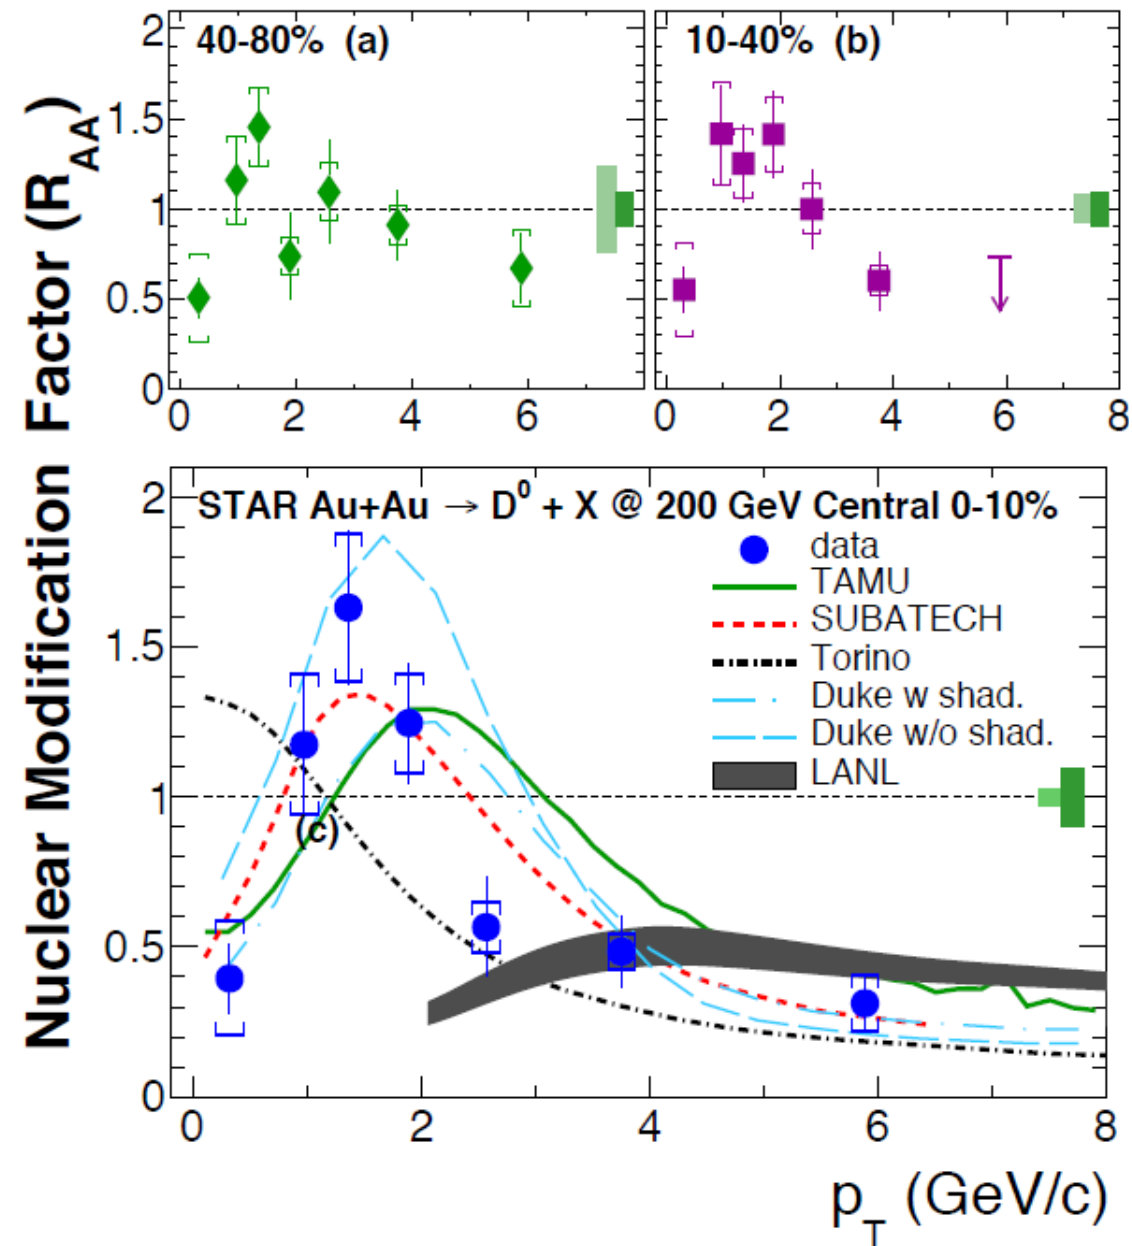 40-80% (a)
10-40% (b)
2
1.5
1
0.5
0
0 2 4 6
0 2 4 6 8
Nuclear Modification Factor (R_AA)
STAR Au+Au → D⁰ + X @ 200 GeV Central 0-10%
data
TAMU
SUBATECH
Torino
Duke w shad.
Duke w/o shad.
LANL
(c)
2
1.5
1
0.5
0
0 2 4 6 8
p_T (GeV/c)